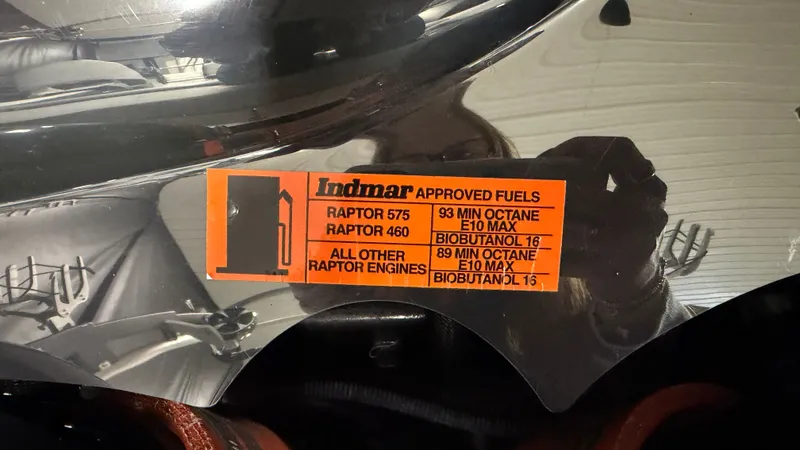 Indmar APPROVED FUELS
RAPTOR 575
RAPTOR 460
93 MIN OCTANE
E10 MAX
BIOBUTANOL 16
ALL OTHER
RAPTOR ENGINES
89 MIN OCTANE
E10 MAX
BIOBUTANOL 16